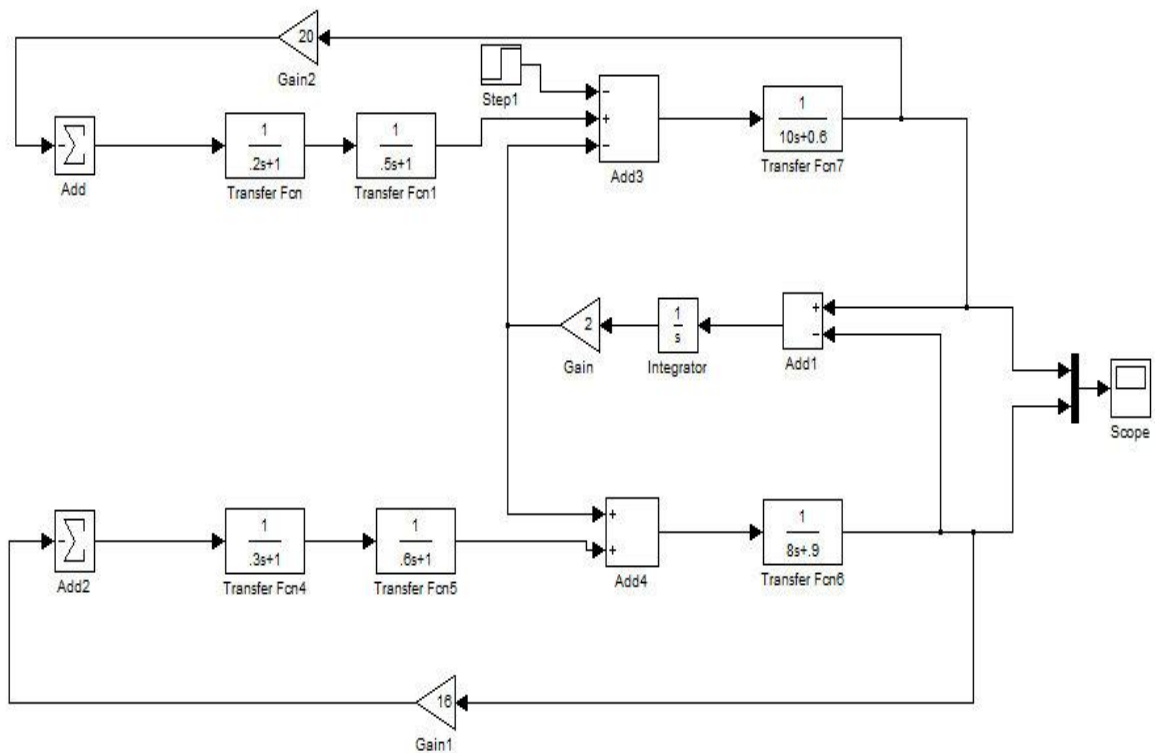 20
Gain2
Step1
−
Add
1
.2s+1
Transfer Fcn
1
.5s+1
Transfer Fcn1
−
+
−
Add3
1
10s+0.6
Transfer Fcn7
2
Gain
1
s
Integrator
+
−
Add1
Scope
−
Add2
1
.3s+1
Transfer Fcn4
1
.6s+1
Transfer Fcn5
+
+
Add4
1
8s+.9
Transfer Fcn6
16
Gain1